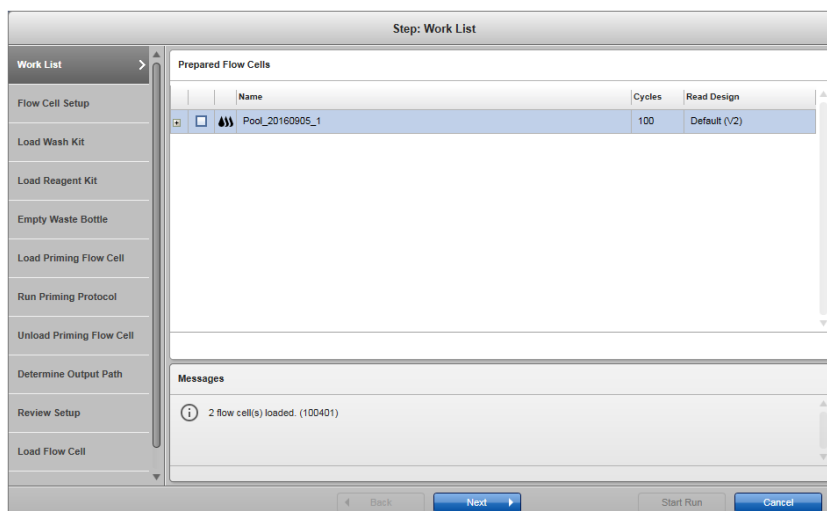 Step: Work List
Work List
Flow Cell Setup
Load Wash Kit
Load Reagent Kit
Empty Waste Bottle
Load Priming Flow Cell
Run Priming Protocol
Unload Priming Flow Cell
Determine Output Path
Review Setup
Load Flow Cell
Prepared Flow Cells
Name Cycles Read Design
Pool_20160905_1 100 Default (V2)
Messages
2 flow cell(s) loaded. (100401)
Back Next Start Run Cancel